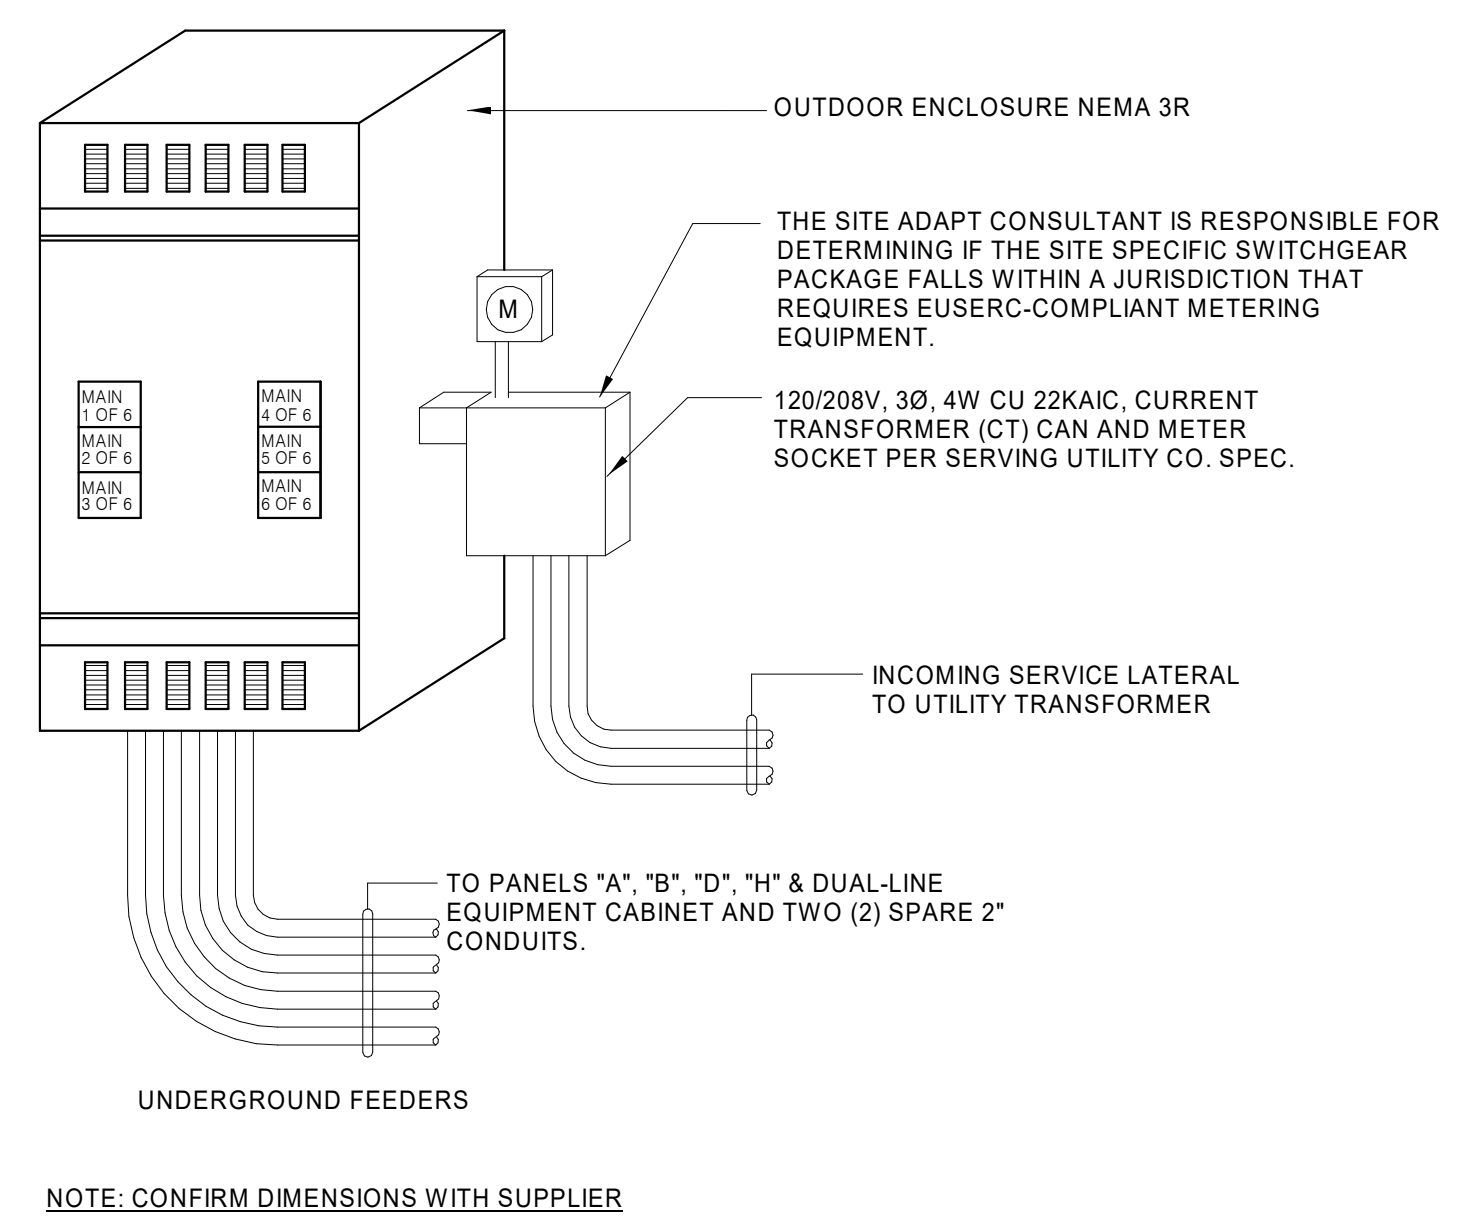 OUTDOOR ENCLOSURE NEMA 3R
THE SITE ADAPT CONSULTANT IS RESPONSIBLE FOR
DETERMINING IF THE SITE SPECIFIC SWITCHGEAR
PACKAGE FALLS WITHIN A JURISDICTION THAT
REQUIRES EUSERC-COMPLIANT METERING
EQUIPMENT.
M
MAIN
1 OF 6
MAIN
2 OF 6
MAIN
3 OF 6
MAIN
4 OF 6
MAIN
5 OF 6
MAIN
6 OF 6
120/208V, 3Ø, 4W CU 22KAIC, CURRENT
TRANSFORMER (CT) CAN AND METER
SOCKET PER SERVING UTILITY CO. SPEC.
INCOMING SERVICE LATERAL
TO UTILITY TRANSFORMER
TO PANELS "A", "B", "D", "H" & DUAL-LINE
EQUIPMENT CABINET AND TWO (2) SPARE 2"
CONDUITS.
UNDERGROUND FEEDERS
NOTE: CONFIRM DIMENSIONS WITH SUPPLIER